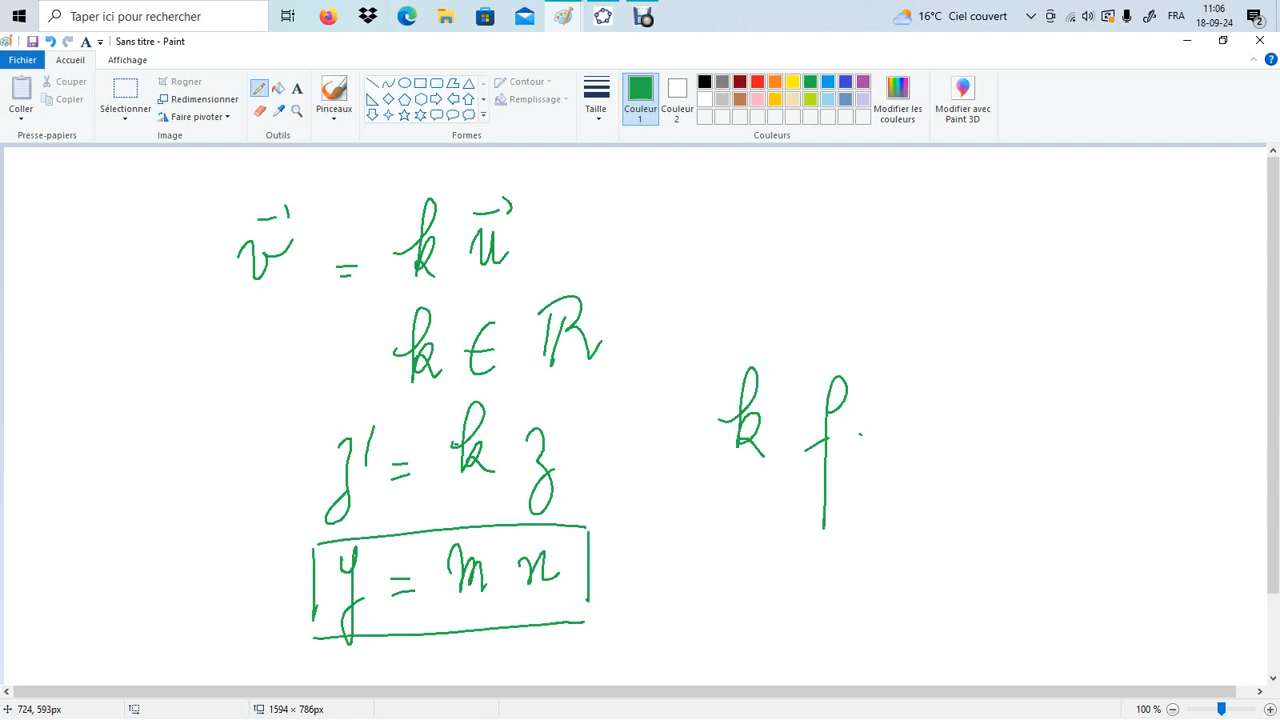 Taper ici pour rechercher
16°C Ciel couvert
FRA
11:06
18-09-24
2
Sans titre - Paint
Fichier
Accueil
Affichage
Coller
Couper
Copier
Presse-papiers
Sélectionner
Rogner
Redimensionner
Faire pivoter
Image
A
Outils
Pinceaux
Contour
Remplissage
Formes
Taille
Couleur 1
Couleur 2
Couleurs
Modifier les couleurs
Modifier avec Paint 3D
v⃗ = k u⃗
k ∈ ℝ
z' = k z
y = m x
k f
724, 593px
1594 × 786px
100 %